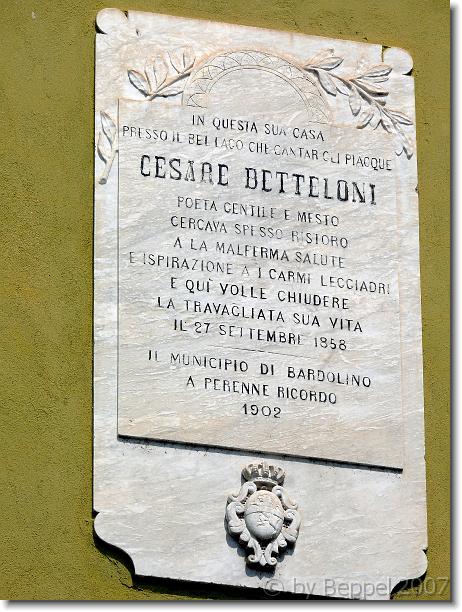 IN QUESTA SUA CASA
PRESSO IL BEL LAGO CHE CANTAR GLI PIACQUE
CESARE BETTELONI
POETA GENTILE E MESTO
CERCAVA SPESSO RISTORO
A LA MALFERMA SALUTE
E ISPIRAZIONE A I CARMI LEGGIADRI
E QUÌ VOLLE CHIUDERE
LA TRAVAGLIATA SUA VITA
IL 27 SETTEMBRE 1858
IL MUNICIPIO DI BARDOLINO
A PERENNE RICORDO
1902
© by Beppel 2007